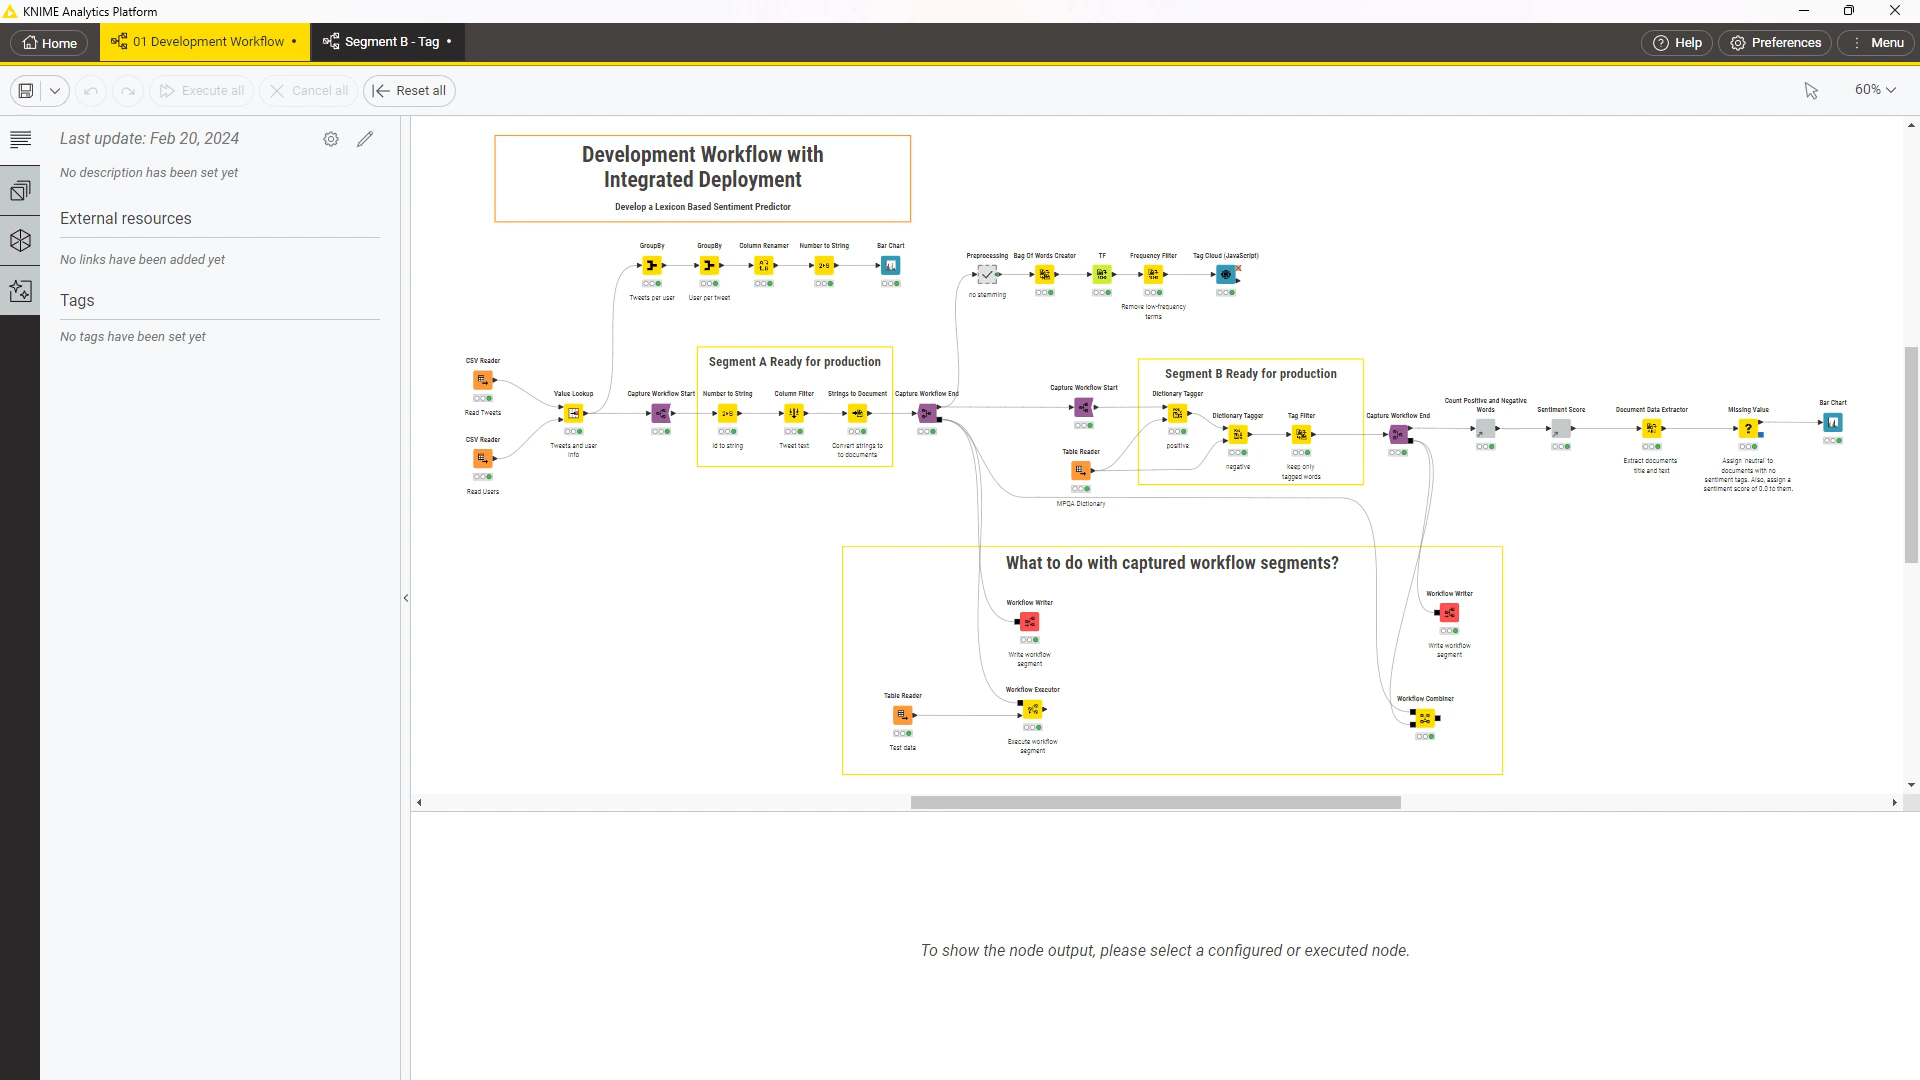 KNIME Analytics Platform
Home
01 Development Workflow •
Segment B - Tag •
Help
Preferences
Menu
Execute all
Cancel all
Reset all
60%
Last update: Feb 20, 2024
No description has been set yet
External resources
No links have been added yet
Tags
No tags have been set yet
Development Workflow with
Integrated Deployment
Develop a Lexicon Based Sentiment Predictor
GroupBy
GroupBy
Column Renamer
Number to String
Bar Chart
Tweets per user
User per tweet
Preprocessing
Bag Of Words Creator
TF
Frequency Filter
Tag Cloud (JavaScript)
no stemming
Remove low-frequency
terms
CSV Reader
Read Tweets
CSV Reader
Read Users
Value Lookup
Tweets and user
info
Capture Workflow Start
Segment A Ready for production
Number to String
Column Filter
Strings to Document
Id to string
Tweet text
Convert strings to
to documents
Capture Workflow End
Capture Workflow Start
Table Reader
MPQA Dictionary
Segment B Ready for production
Dictionary Tagger
positive
Dictionary Tagger
negative
Tag Filter
keep only
tagged words
Capture Workflow End
Count Positive and Negative
Words
Sentiment Score
Document Data Extractor
Extract documents'
title and text
Missing Value
Assign 'neutral' to
documents with no
sentiment tags. Also, assign a
sentiment score of 0.0 to them.
Bar Chart
What to do with captured workflow segments?
Workflow Writer
Write workflow
segment
Table Reader
Test data
Workflow Executor
Execute workflow
segment
Workflow Writer
Write workflow
segment
Workflow Combiner
To show the node output, please select a configured or executed node.